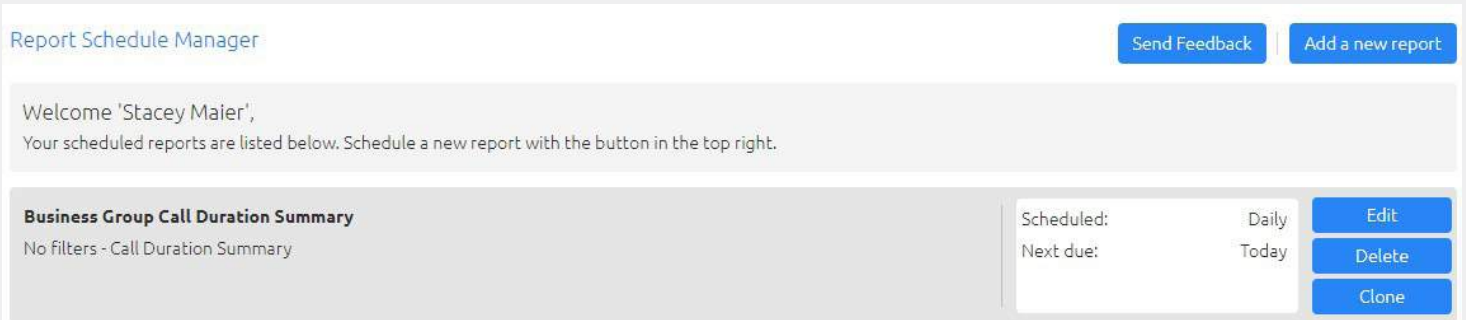 Report Schedule Manager
Send Feedback
Add a new report
Welcome 'Stacey Maier',
Your scheduled reports are listed below. Schedule a new report with the button in the top right.
Business Group Call Duration Summary
No filters - Call Duration Summary
Scheduled: Daily
Next due: Today
Edit
Delete
Clone